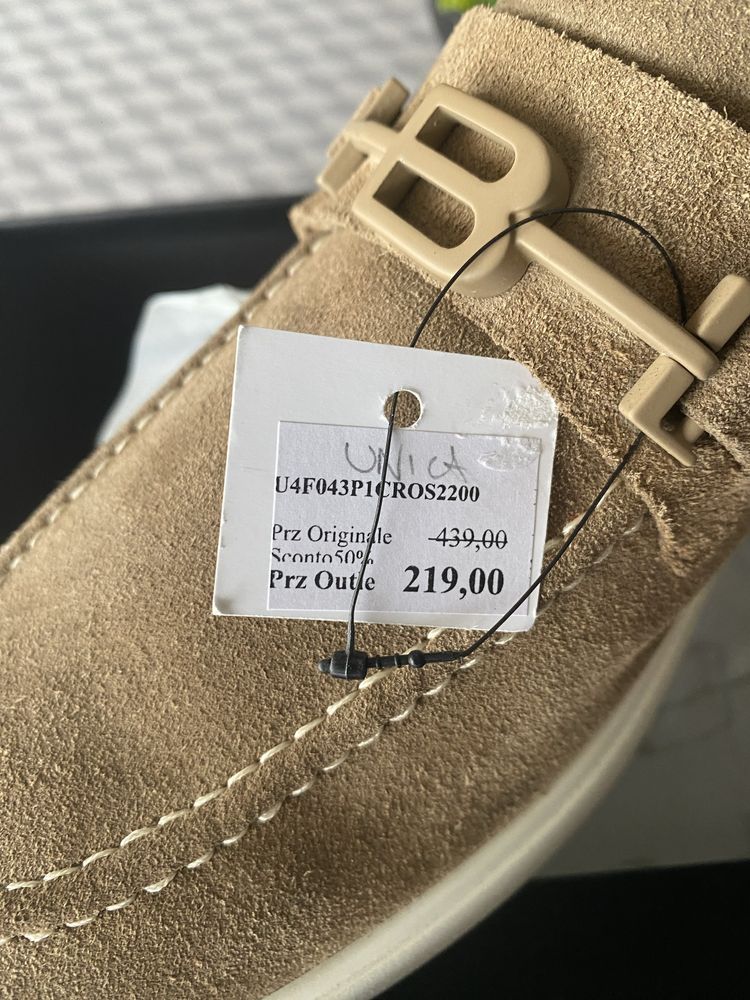 B
UNICA
U4F043P1CROS2200
Prz Originale 439,00
Sconto50%
Prz Outle 219,00